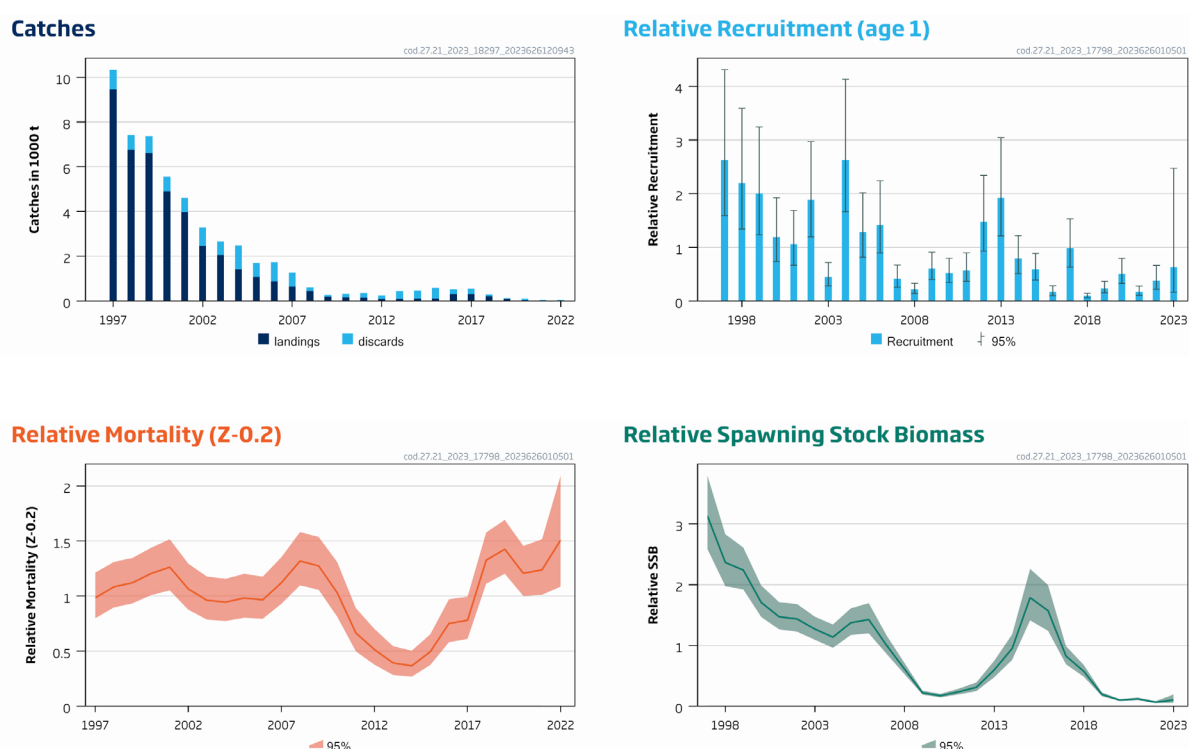 Catches
cod.27.21_2023_18297_2023626120943
Catches in 1000 t
10
8
6
4
2
0
1997 2002 2007 2012 2017 2022
landings discards
Relative Recruitment (age 1)
cod.27.21_2023_17798_2023626010501
Relative Recruitment
4
3
2
1
0
1998 2003 2008 2013 2018 2023
Recruitment 95%
Relative Mortality (Z-0.2)
cod.27.21_2023_17798_2023626010501
Relative Mortality (Z-0.2)
2
1.5
1
0.5
0
1997 2002 2007 2012 2017 2022
95%
Relative Spawning Stock Biomass
cod.27.21_2023_17798_2023626010501
Relative SSB
3
2
1
0
1998 2003 2008 2013 2018 2023
95%